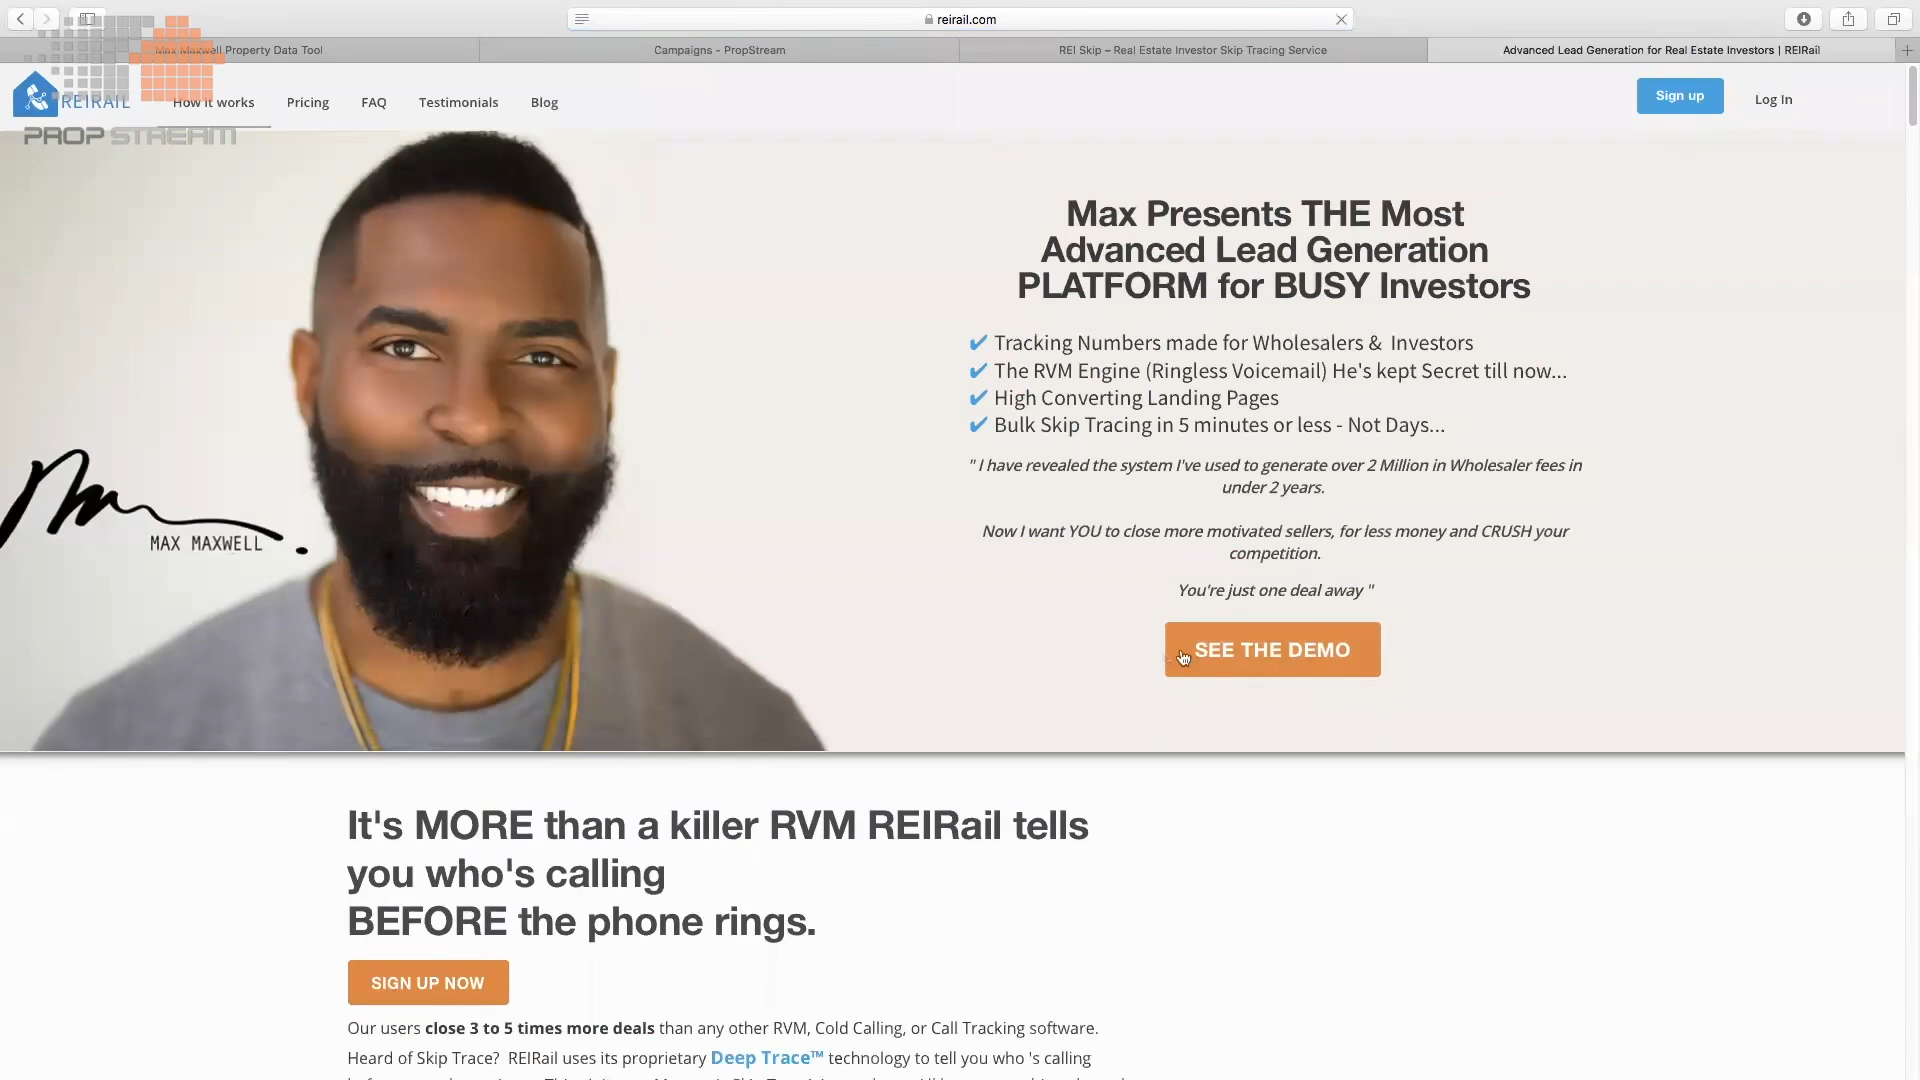 reirail.com
Max Maxwell Property Data Tool
Campaigns - PropStream
REI Skip – Real Estate Investor Skip Tracing Service
Advanced Lead Generation for Real Estate Investors | REIRail
REIRAIL
How it works
Pricing
FAQ
Testimonials
Blog
Sign up
Log In
PROP STREAM
Max Presents THE Most
Advanced Lead Generation
PLATFORM for BUSY Investors
✔ Tracking Numbers made for Wholesalers & Investors
✔ The RVM Engine (Ringless Voicemail) He's kept Secret till now...
✔ High Converting Landing Pages
✔ Bulk Skip Tracing in 5 minutes or less - Not Days...
" I have revealed the system I've used to generate over 2 Million in Wholesaler fees in
under 2 years.
Now I want YOU to close more motivated sellers, for less money and CRUSH your
competition.
You're just one deal away "
SEE THE DEMO
MAX MAXWELL
It's MORE than a killer RVM REIRail tells
you who's calling
BEFORE the phone rings.
SIGN UP NOW
Our users close 3 to 5 times more deals than any other RVM, Cold Calling, or Call Tracking software.
Heard of Skip Trace? REIRail uses its proprietary Deep Trace™ technology to tell you who 's calling